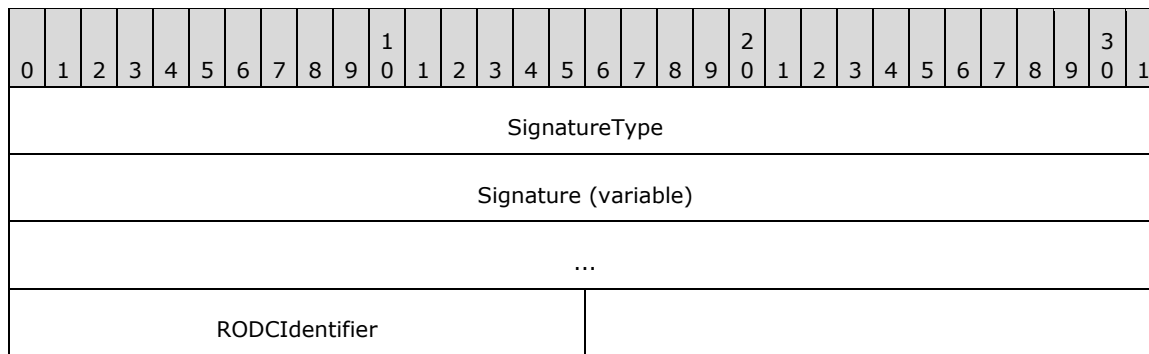 1 2 3
0 1 2 3 4 5 6 7 8 9 0 1 2 3 4 5 6 7 8 9 0 1 2 3 4 5 6 7 8 9 0 1
SignatureType
Signature (variable)
...
RODCIdentifier